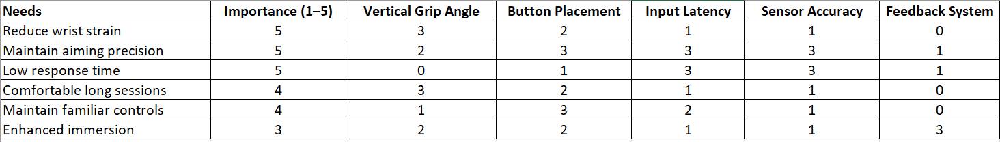 Needs Importance (1–5) Vertical Grip Angle Button Placement Input Latency Sensor Accuracy Feedback System
Reduce wrist strain 5 3 2 1 1 0
Maintain aiming precision 5 2 3 3 3 1
Low response time 5 0 1 3 3 1
Comfortable long sessions 4 3 2 1 1 0
Maintain familiar controls 4 1 3 2 1 0
Enhanced immersion 3 2 2 1 1 3